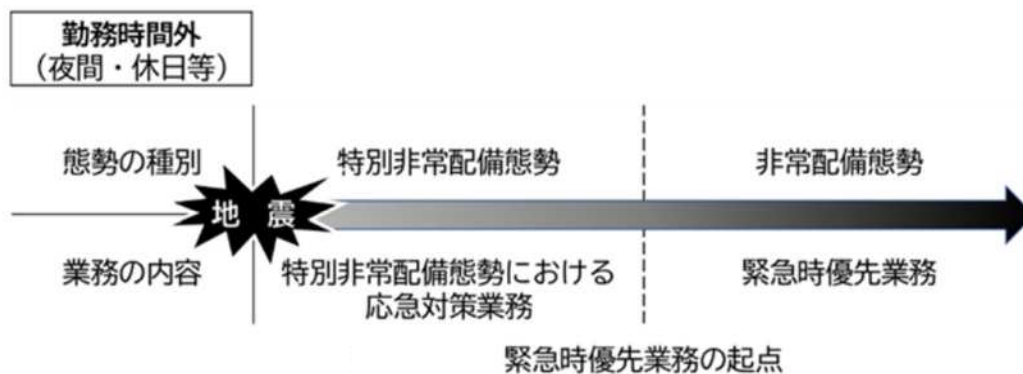 勤務時間外
（夜間・休日等）
態勢の種別
特別非常配備態勢
非常配備態勢
地 震
業務の内容
特別非常配備態勢における
応急対策業務
緊急時優先業務
緊急時優先業務の起点